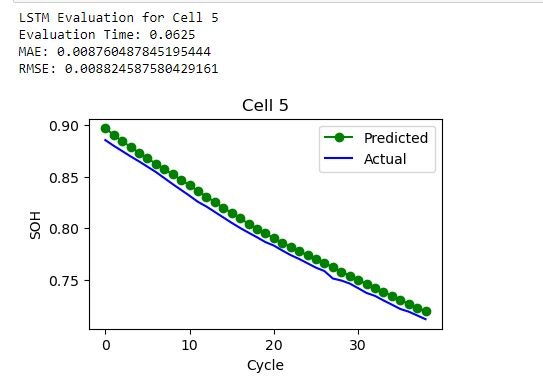 LSTM Evaluation for Cell 5
Evaluation Time: 0.0625
MAE: 0.008760487845195444
RMSE: 0.008824587580429161
Cell 5
Predicted
Actual
0.90
0.85
0.80
0.75
SOH
0 10 20 30
Cycle